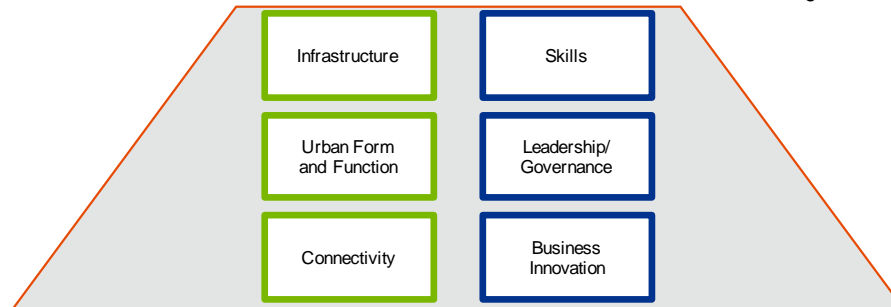 Infrastructure
Skills
Urban Form
and Function
Leadership/
Governance
Connectivity
Business
Innovation